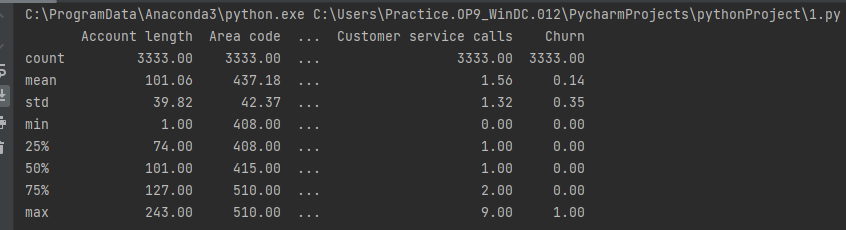 C:\ProgramData\Anaconda3\python.exe C:\Users\Practice.OP9_WinDC.012\PycharmProjects\pythonProject\1.py
Account length Area code ... Customer service calls Churn
count 3333.00 3333.00 ... 3333.00 3333.00
mean 101.06 437.18 ... 1.56 0.14
std 39.82 42.37 ... 1.32 0.35
min 1.00 408.00 ... 0.00 0.00
25% 74.00 408.00 ... 1.00 0.00
50% 101.00 415.00 ... 1.00 0.00
75% 127.00 510.00 ... 2.00 0.00
max 243.00 510.00 ... 9.00 1.00